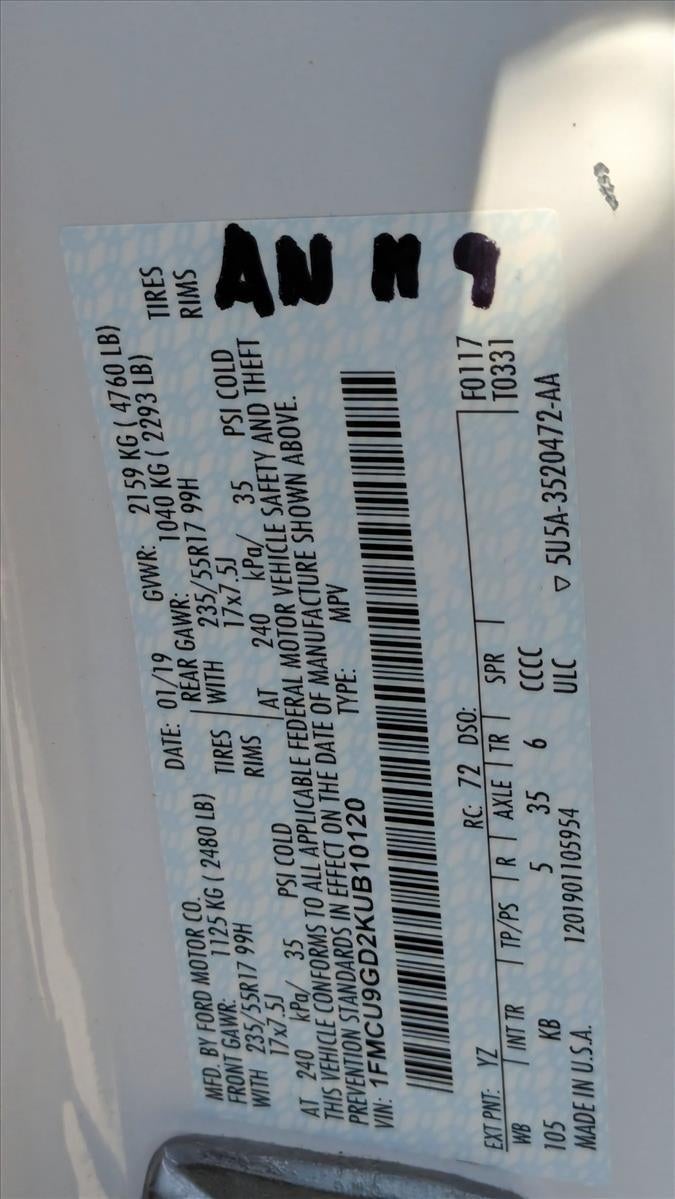 MFD. BY FORD MOTOR CO.
DATE: 01/19 GVWR: 2159 KG ( 4760 LB)
FRONT GAWR: 1125 KG ( 2480 LB) REAR GAWR: 1040 KG ( 2293 LB)
WITH 235/55R17 99H TIRES WITH 235/55R17 99H TIRES
17x7.5J RIMS 17x7.5J RIMS
AT 240 kPa/ 35 PSI COLD AT 240 kPa/ 35 PSI COLD
THIS VEHICLE CONFORMS TO ALL APPLICABLE FEDERAL MOTOR VEHICLE SAFETY AND THEFT
PREVENTION STANDARDS IN EFFECT ON THE DATE OF MANUFACTURE SHOWN ABOVE.
VIN: 1FMCU9GD2KUB10120 TYPE: MPV
AN
EXT PNT: YZ RC: 72 DSO: F0117
WB INT TR TP/PS R AXLE TR SPR T0331
105 KB 5 35 6 CCCC
MADE IN U.S.A. 1201901105954 ULC ▽ 5U5A-3520472-AA